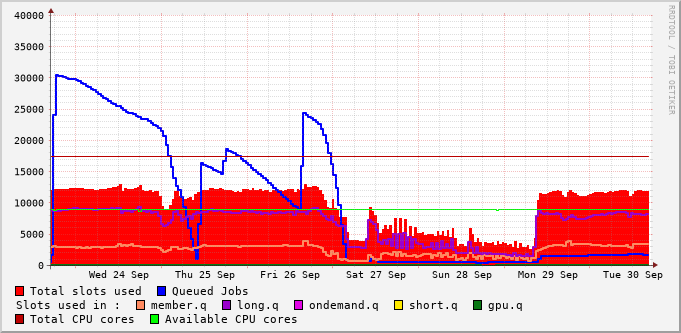 40000
35000
30000
25000
20000
15000
10000
5000
0
Wed 24 Sep Thu 25 Sep Fri 26 Sep Sat 27 Sep Sun 28 Sep Mon 29 Sep Tue 30 Sep
Total slots used Queued Jobs
Slots used in : member.q long.q ondemand.q short.q gpu.q
Total CPU cores Available CPU cores
RRDTOOL / TOBI OETIKER